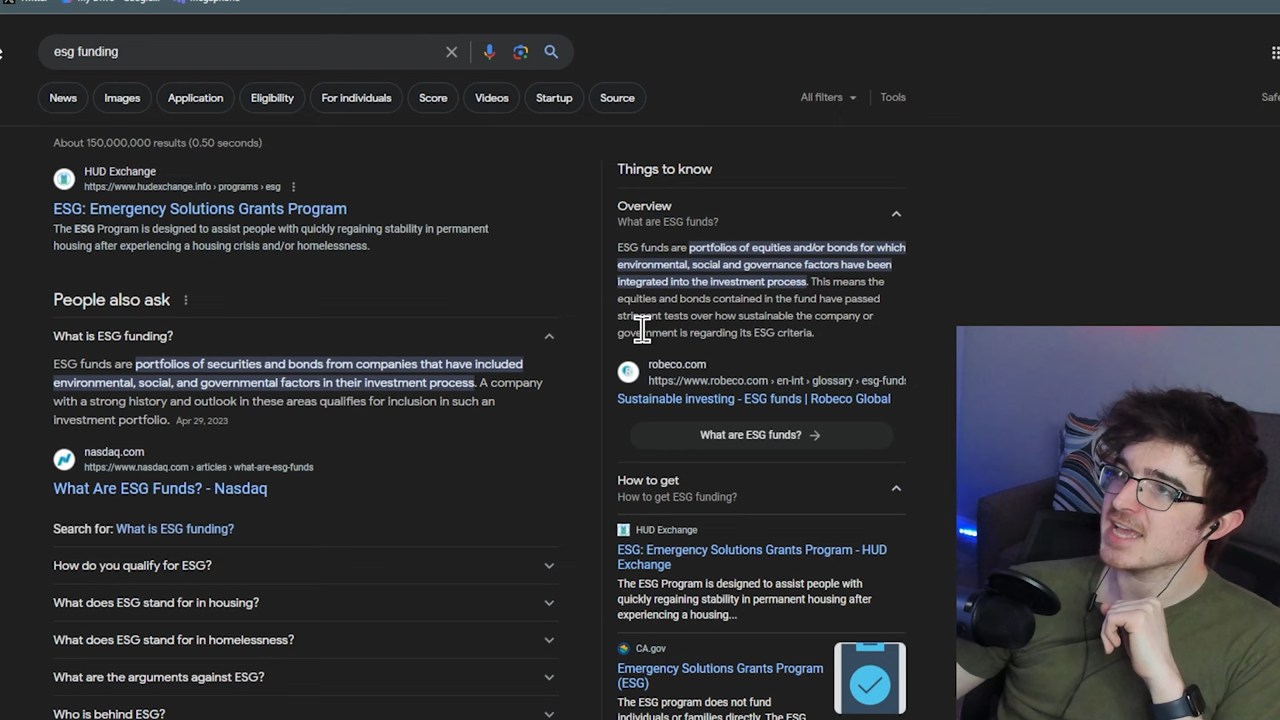 esg funding
News
Images
Application
Eligibility
For individuals
Score
Videos
Startup
Source
All filters
Tools
About 150,000,000 results (0.50 seconds)
HUD Exchange
https://www.hudexchange.info › programs › esg
ESG: Emergency Solutions Grants Program
The ESG Program is designed to assist people with quickly regaining stability in permanent
housing after experiencing a housing crisis and/or homelessness.
People also ask
What is ESG funding?
ESG funds are portfolios of securities and bonds from companies that have included
environmental, social, and governmental factors in their investment process. A company
with a strong history and outlook in these areas qualifies for inclusion in such an
investment portfolio. Apr 29, 2023
nasdaq.com
https://www.nasdaq.com › articles › what-are-esg-funds
What Are ESG Funds? - Nasdaq
Search for: What is ESG funding?
How do you qualify for ESG?
What does ESG stand for in housing?
What does ESG stand for in homelessness?
What are the arguments against ESG?
Who is behind ESG?
Things to know
Overview
What are ESG funds?
ESG funds are portfolios of equities and/or bonds for which
environmental, social and governance factors have been
integrated into the investment process. This means the
equities and bonds contained in the fund have passed
stringent tests over how sustainable the company or
government is regarding its ESG criteria.
robeco.com
https://www.robeco.com › en-int › glossary › esg-funds
Sustainable investing - ESG funds | Robeco Global
What are ESG funds?
How to get
How to get ESG funding?
HUD Exchange
ESG: Emergency Solutions Grants Program - HUD
Exchange
The ESG Program is designed to assist people with
quickly regaining stability in permanent housing after
experiencing a housing...
CA.gov
Emergency Solutions Grants Program
(ESG)
The ESG program does not fund
individuals or families directly. The ESG